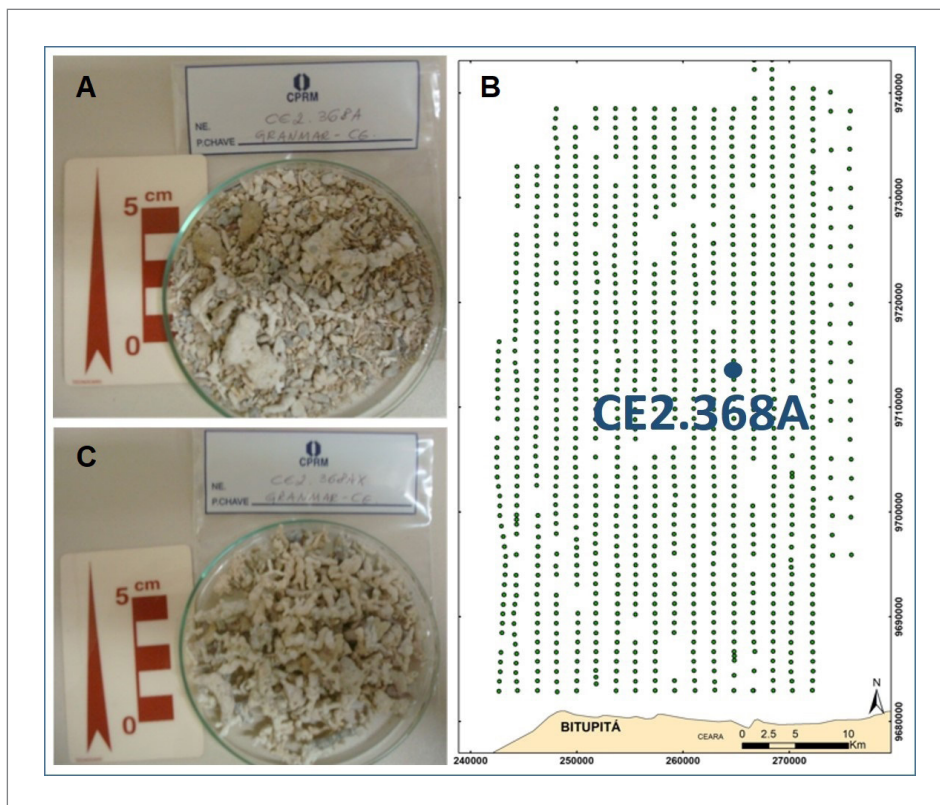 A
CPRM
NE. CE2.368A
P.CHAVE GRANMAR-CE
5 cm
0
B
CE2.368A
BITUPITÁ
CEARA
0 2.5 5 10
Km
N
9740000
9730000
9720000
9710000
9700000
9690000
9680000
240000 250000 260000 270000
C
CPRM
NE.
P.CHAVE GRANMAR-CE
5 cm
0